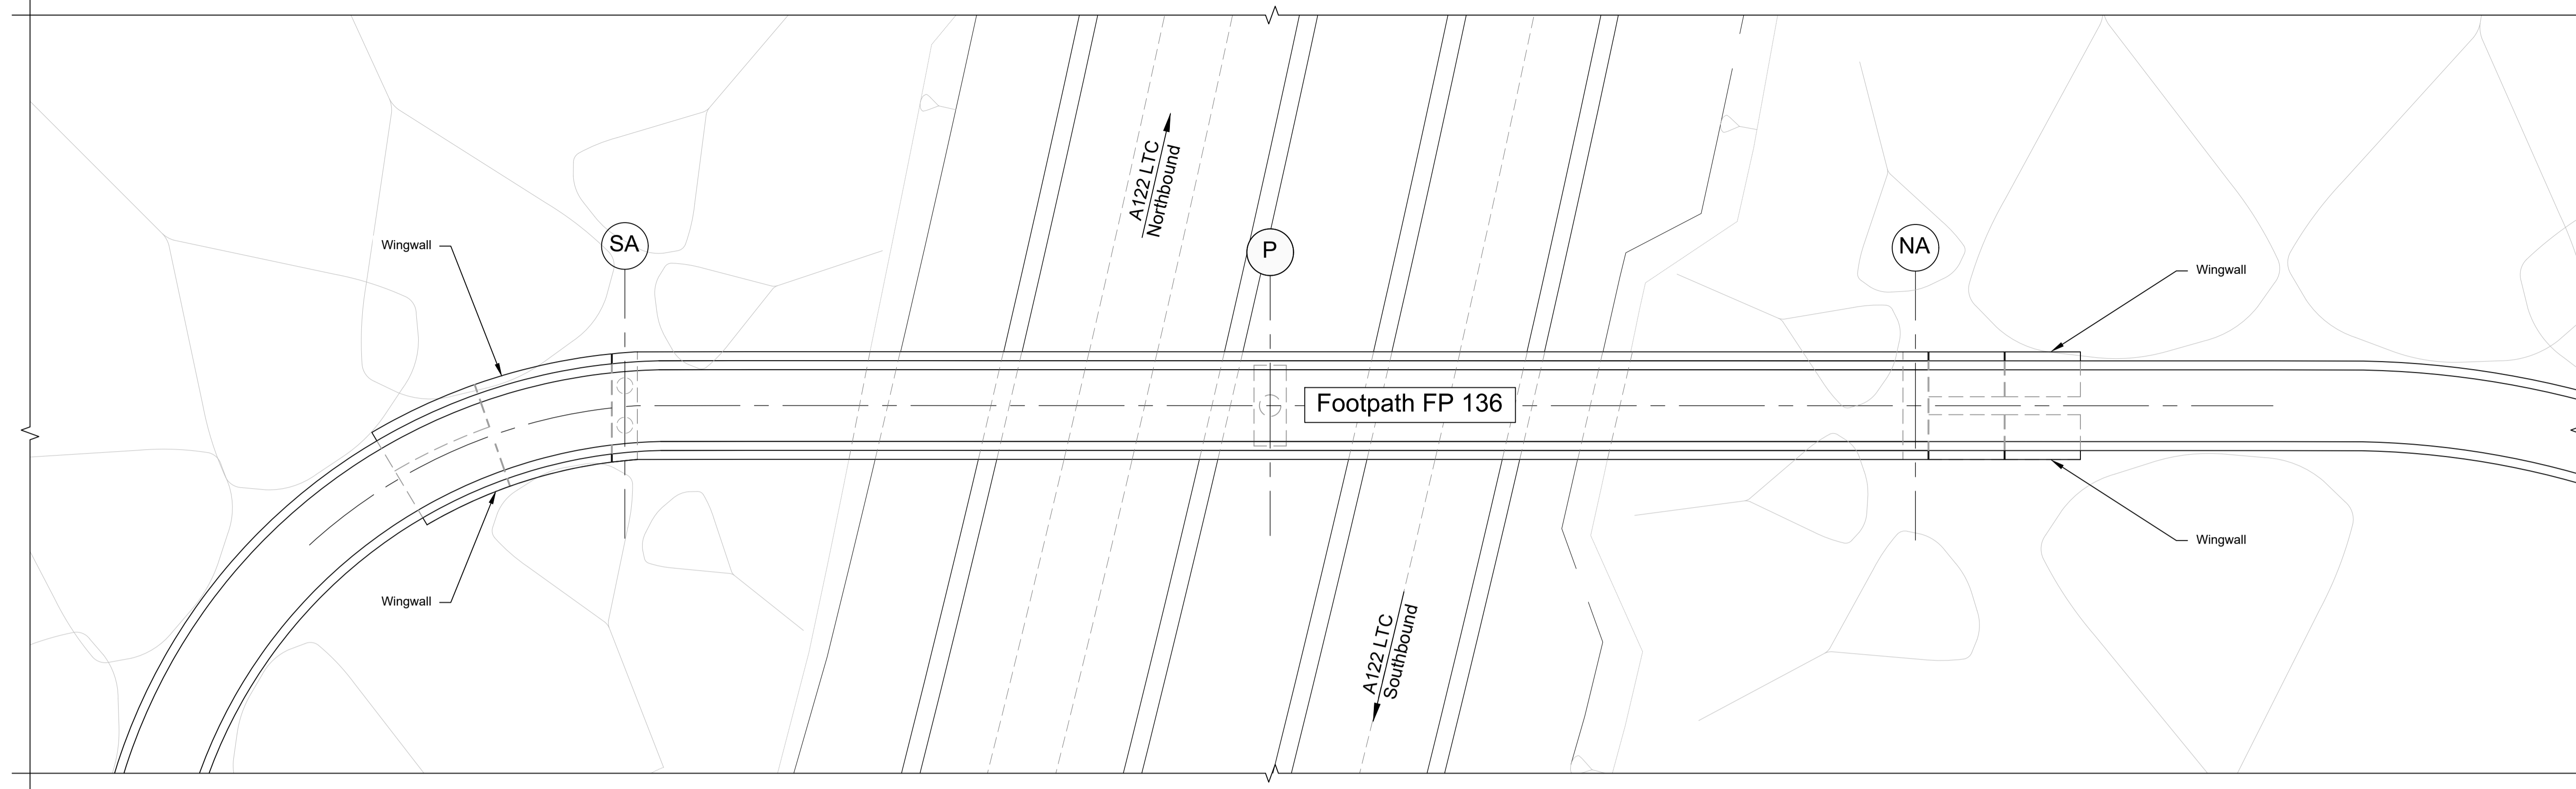 A122 LTC
Northbound
Wingwall
SA
P
NA
Wingwall
Footpath FP 136
Wingwall
Wingwall
A122 LTC
Southbound